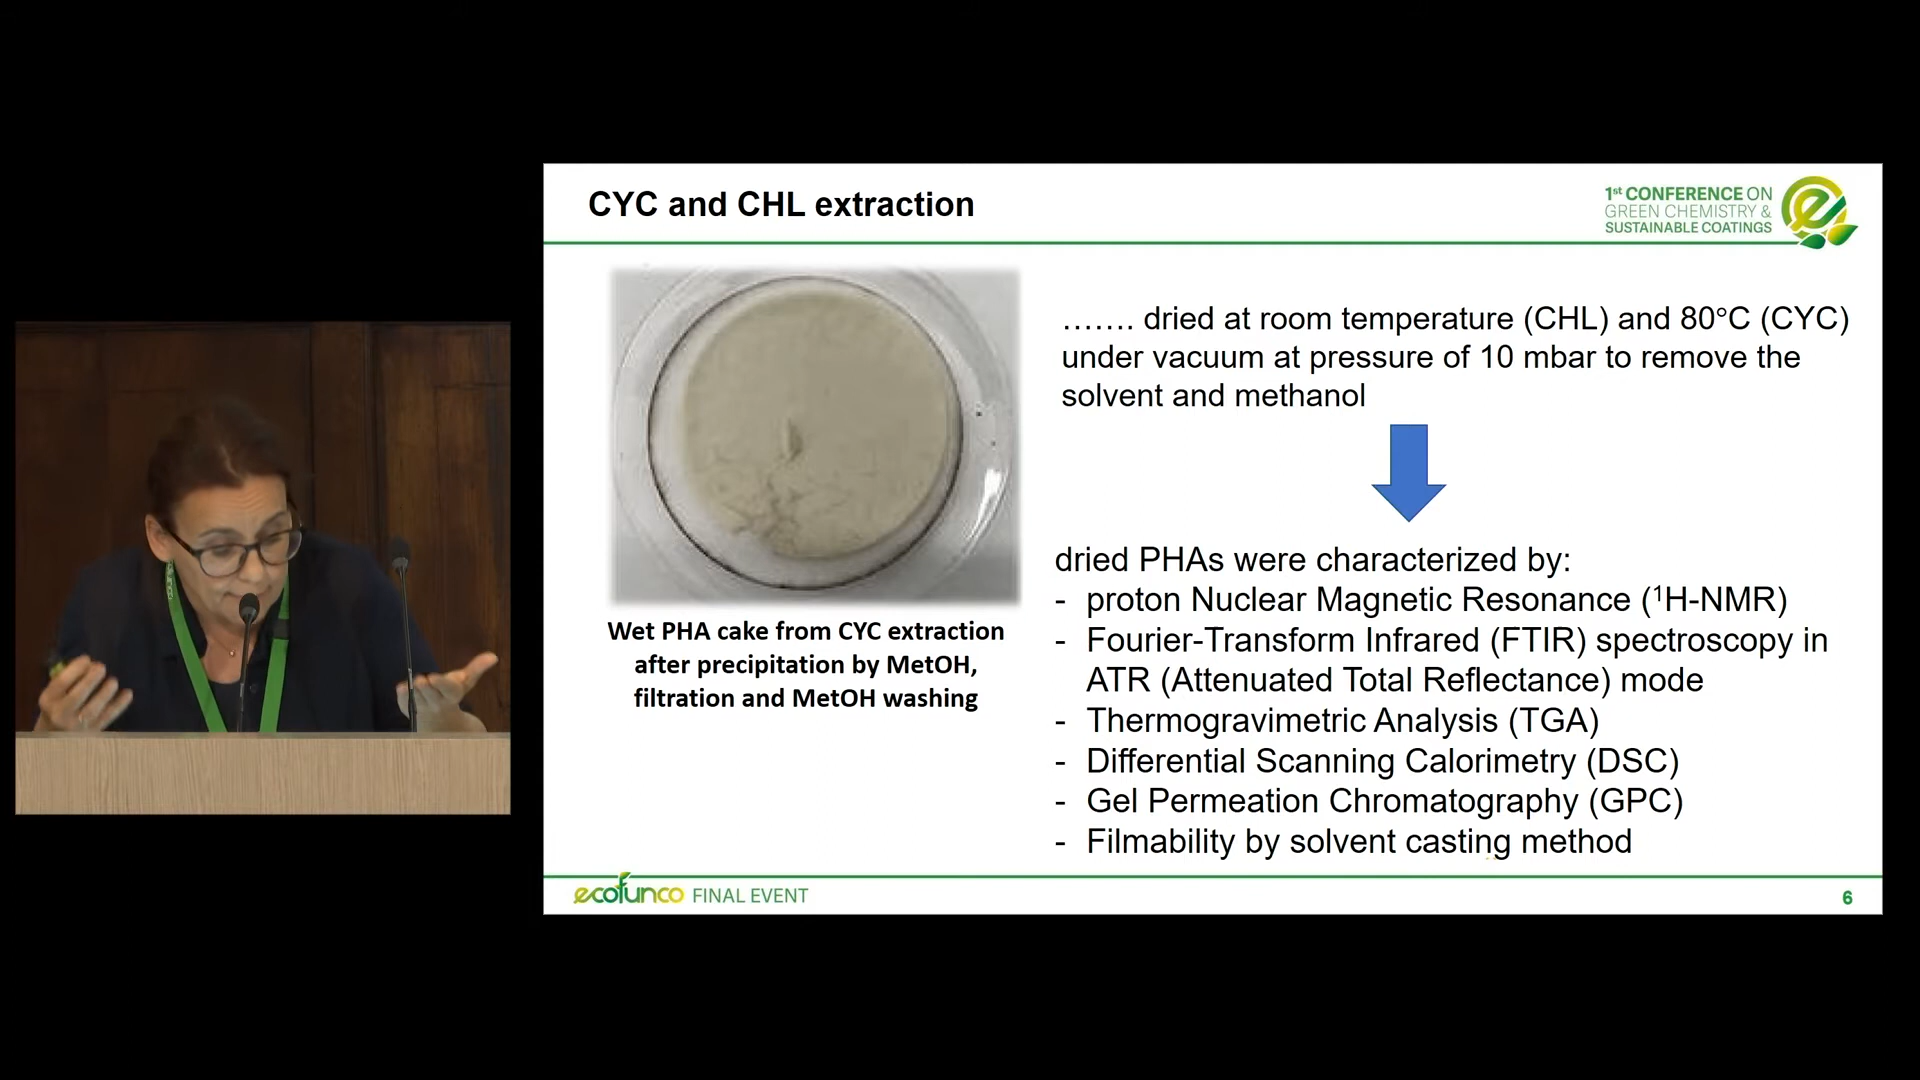 CYC and CHL extraction
1st CONFERENCE ON
GREEN CHEMISTRY &
SUSTAINABLE COATINGS
……. dried at room temperature (CHL) and 80°C (CYC)
under vacuum at pressure of 10 mbar to remove the
solvent and methanol
Wet PHA cake from CYC extraction
after precipitation by MetOH,
filtration and MetOH washing
dried PHAs were characterized by:
- proton Nuclear Magnetic Resonance (¹H-NMR)
- Fourier-Transform Infrared (FTIR) spectroscopy in
ATR (Attenuated Total Reflectance) mode
- Thermogravimetric Analysis (TGA)
- Differential Scanning Calorimetry (DSC)
- Gel Permeation Chromatography (GPC)
- Filmability by solvent casting method
ecofunco FINAL EVENT
6